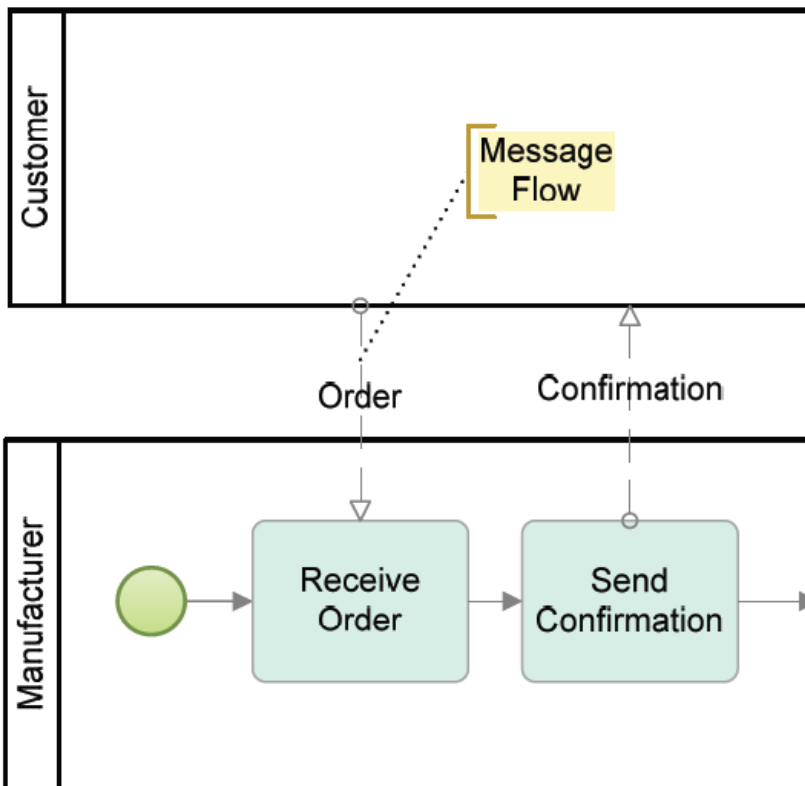 Customer
Message
Flow
Order
Confirmation
Manufacturer
Receive
Order
Send
Confirmation